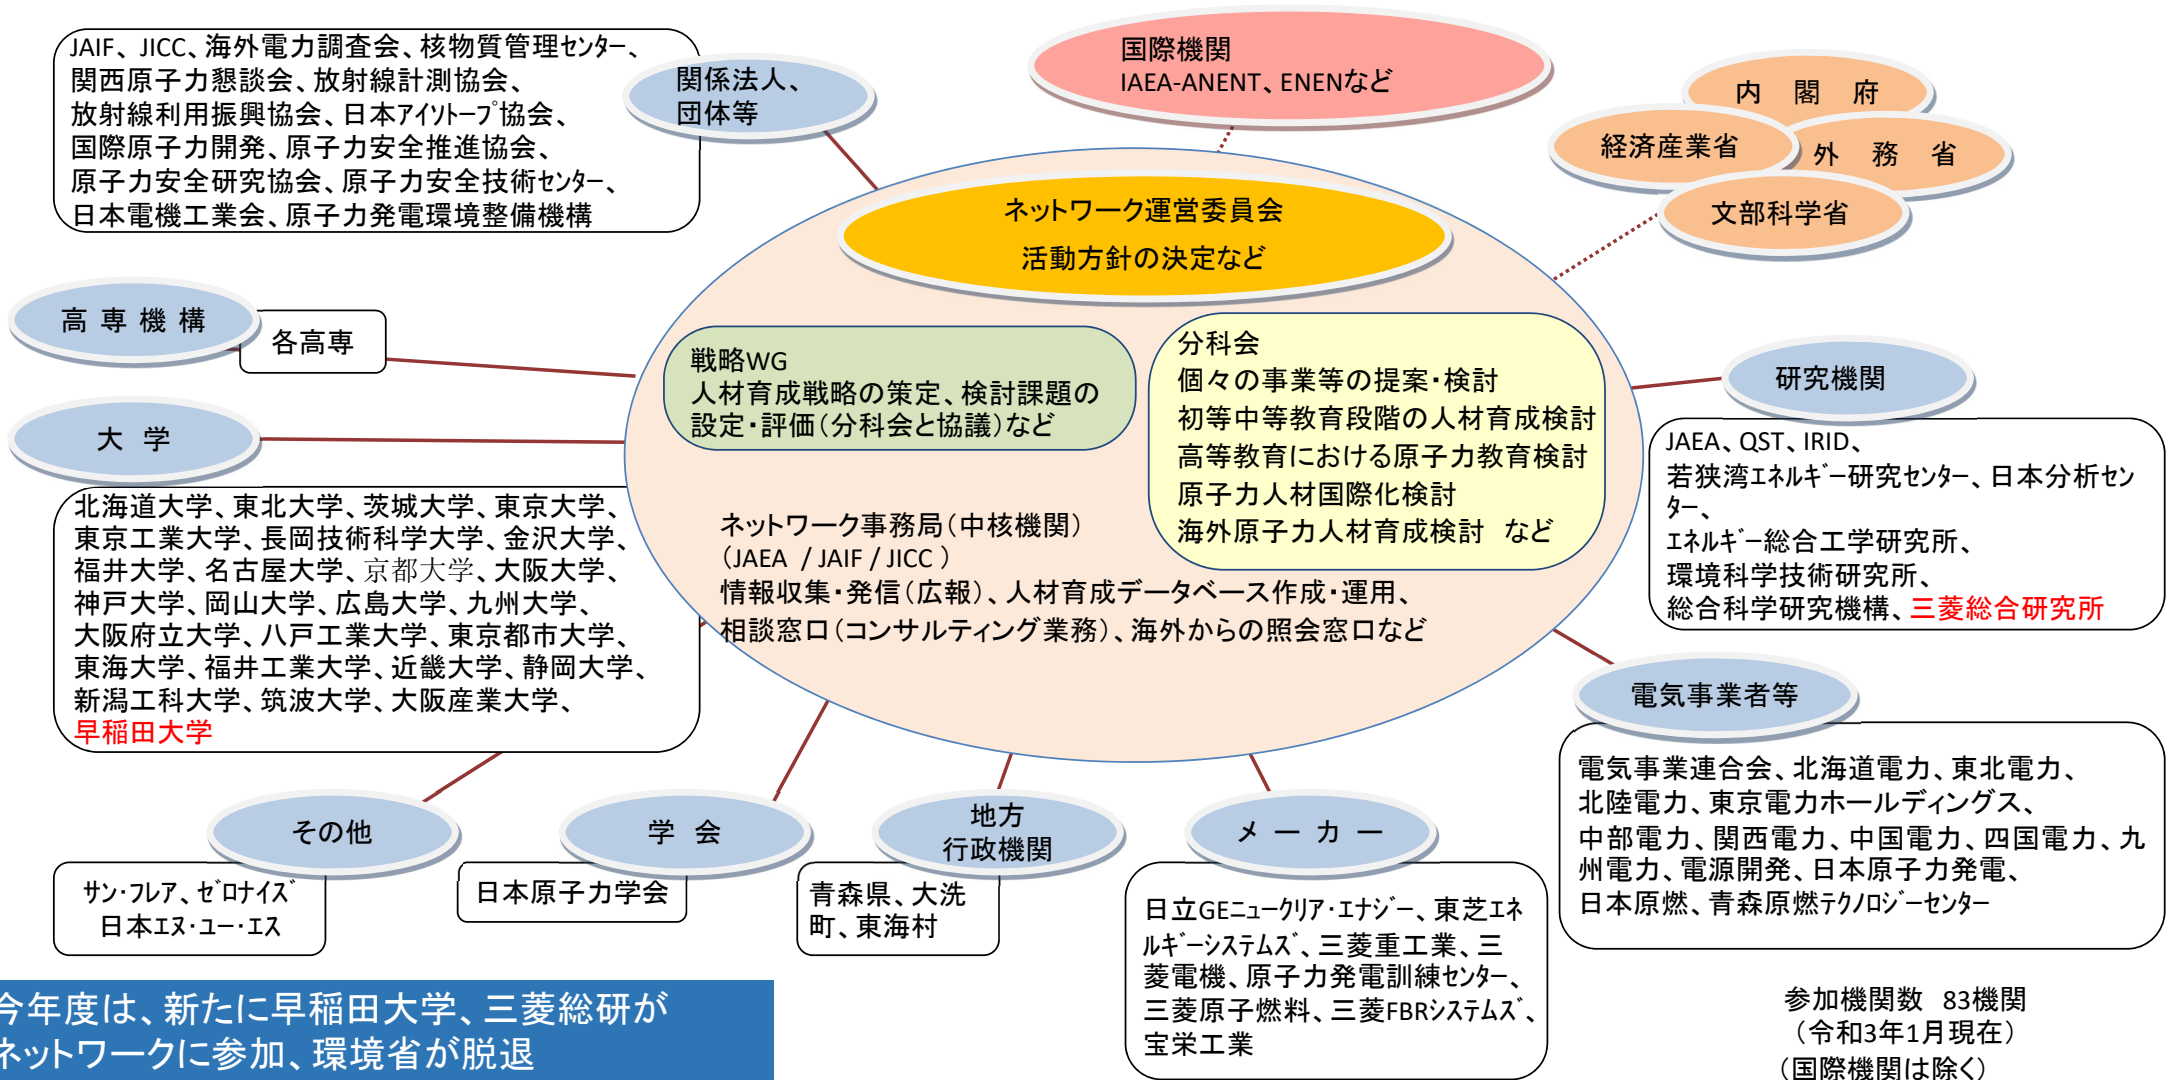 JAIF、JICC、海外電力調査会、核物質管理ｾﾝﾀｰ、
関西原子力懇談会、放射線計測協会、
放射線利用振興協会、日本ｱｲｿﾄｰﾌﾟ協会、
国際原子力開発、原子力安全推進協会、
原子力安全研究協会、原子力安全技術ｾﾝﾀｰ、
日本電機工業会、原子力発電環境整備機構
関係法人、
団体等
国際機関
IAEA-ANENT、ENENなど
内　閣　府
経済産業省
外　務　省
文部科学省
ネットワーク運営委員会
活動方針の決定など
高 専 機 構
各高専
大　学
戦略WG
人材育成戦略の策定、検討課題の
設定・評価（分科会と協議）など
分科会
個々の事業等の提案・検討
初等中等教育段階の人材育成検討
高等教育における原子力教育検討
原子力人材国際化検討
海外原子力人材育成検討　など
研究機関
JAEA、QST、IRID、
若狭湾ｴﾈﾙｷﾞｰ研究ｾﾝﾀｰ、日本分析ｾﾝ
ﾀｰ、
ｴﾈﾙｷﾞｰ総合工学研究所、
環境科学技術研究所、
総合科学研究機構、三菱総合研究所
北海道大学、東北大学、茨城大学、東京大学、
東京工業大学、長岡技術科学大学、金沢大学、
福井大学、名古屋大学、京都大学、大阪大学、
神戸大学、岡山大学、広島大学、九州大学、
大阪府立大学、八戸工業大学、東京都市大学、
東海大学、福井工業大学、近畿大学、静岡大学、
新潟工科大学、筑波大学、大阪産業大学、
早稲田大学
ネットワーク事務局（中核機関）
（JAEA / JAIF / JICC ）
情報収集・発信（広報）、人材育成データベース作成・運用、
相談窓口（コンサルティング業務）、海外からの照会窓口など
電気事業者等
電気事業連合会、北海道電力、東北電力、
北陸電力、東京電力ホールディングス、
中部電力、関西電力、中国電力、四国電力、九
州電力、電源開発、日本原子力発電、
日本原燃、青森原燃ﾃｸﾉﾛｼﾞｰｾﾝﾀｰ
その他
サン・フレア、ｾﾞﾛﾅｲｽﾞ
日本ｴﾇ・ﾕｰ・ｴｽ
学　会
日本原子力学会
地方
行政機関
青森県、大洗
町、東海村
メ ー カ ー
日立GEﾆｭｰｸﾘｱ・ｴﾅｼﾞｰ、東芝ｴﾈ
ﾙｷﾞｰｼｽﾃﾑｽﾞ、三菱重工業、三
菱電機、原子力発電訓練ｾﾝﾀｰ、
三菱原子燃料、三菱FBRｼｽﾃﾑｽﾞ、
宝栄工業
今年度は、新たに早稲田大学、三菱総研が
ネットワークに参加、環境省が脱退
参加機関数　83機関
（令和3年1月現在）
（国際機関は除く）